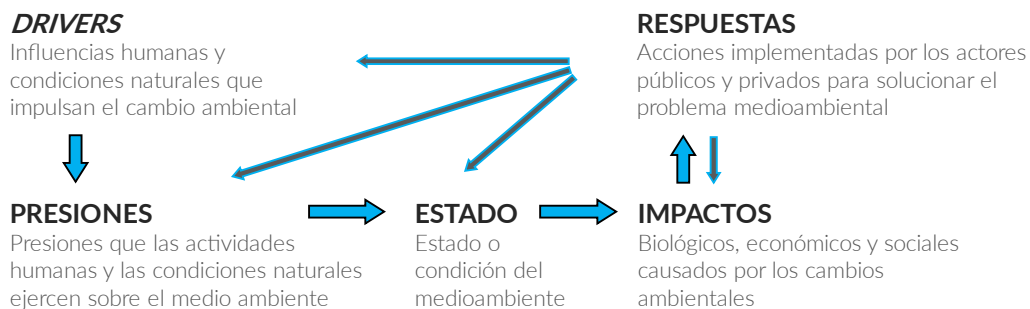 DRIVERS
Influencias humanas y
condiciones naturales que
impulsan el cambio ambiental
RESPUESTAS
Acciones implementadas por los actores
públicos y privados para solucionar el
problema medioambiental
PRESIONES
Presiones que las actividades
humanas y las condiciones naturales
ejercen sobre el medio ambiente
ESTADO
Estado o
condición del
medioambiente
IMPACTOS
Biológicos, económicos y sociales
causados por los cambios
ambientales